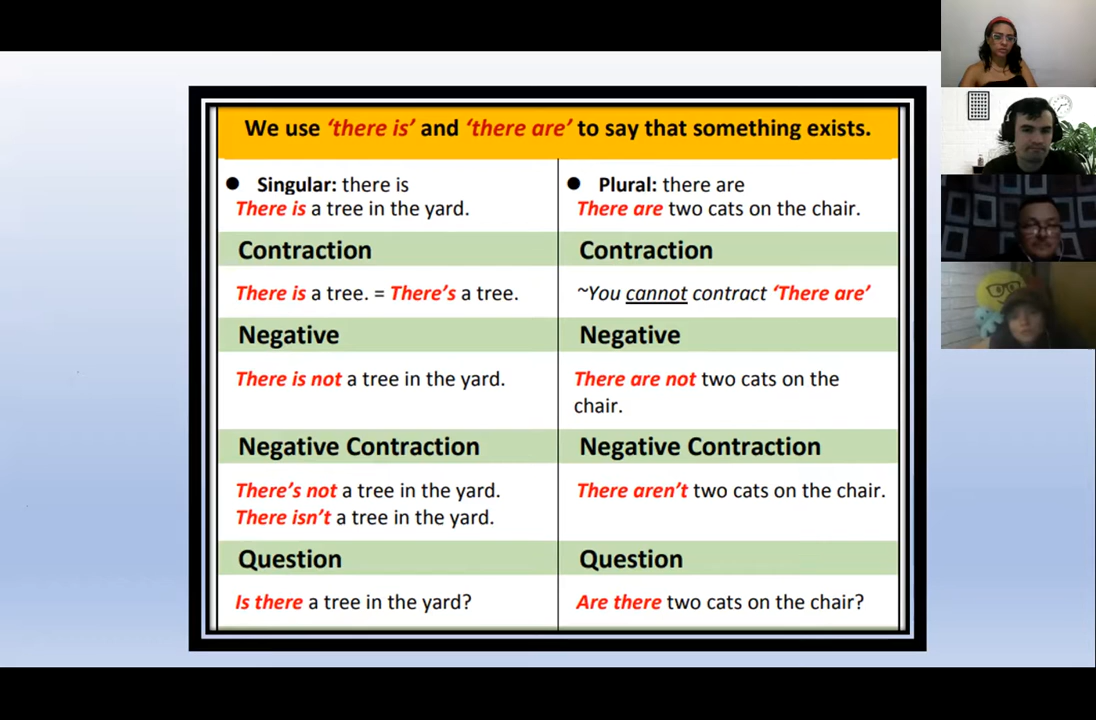 We use ‘there is’ and ‘there are’ to say that something exists.
● Singular: there is
There is a tree in the yard.
● Plural: there are
There are two cats on the chair.
Contraction
There is a tree. = There’s a tree.
Contraction
~You cannot contract ‘There are’
Negative
There is not a tree in the yard.
Negative
There are not two cats on the
chair.
Negative Contraction
There’s not a tree in the yard.
There isn’t a tree in the yard.
Negative Contraction
There aren’t two cats on the chair.
Question
Is there a tree in the yard?
Question
Are there two cats on the chair?